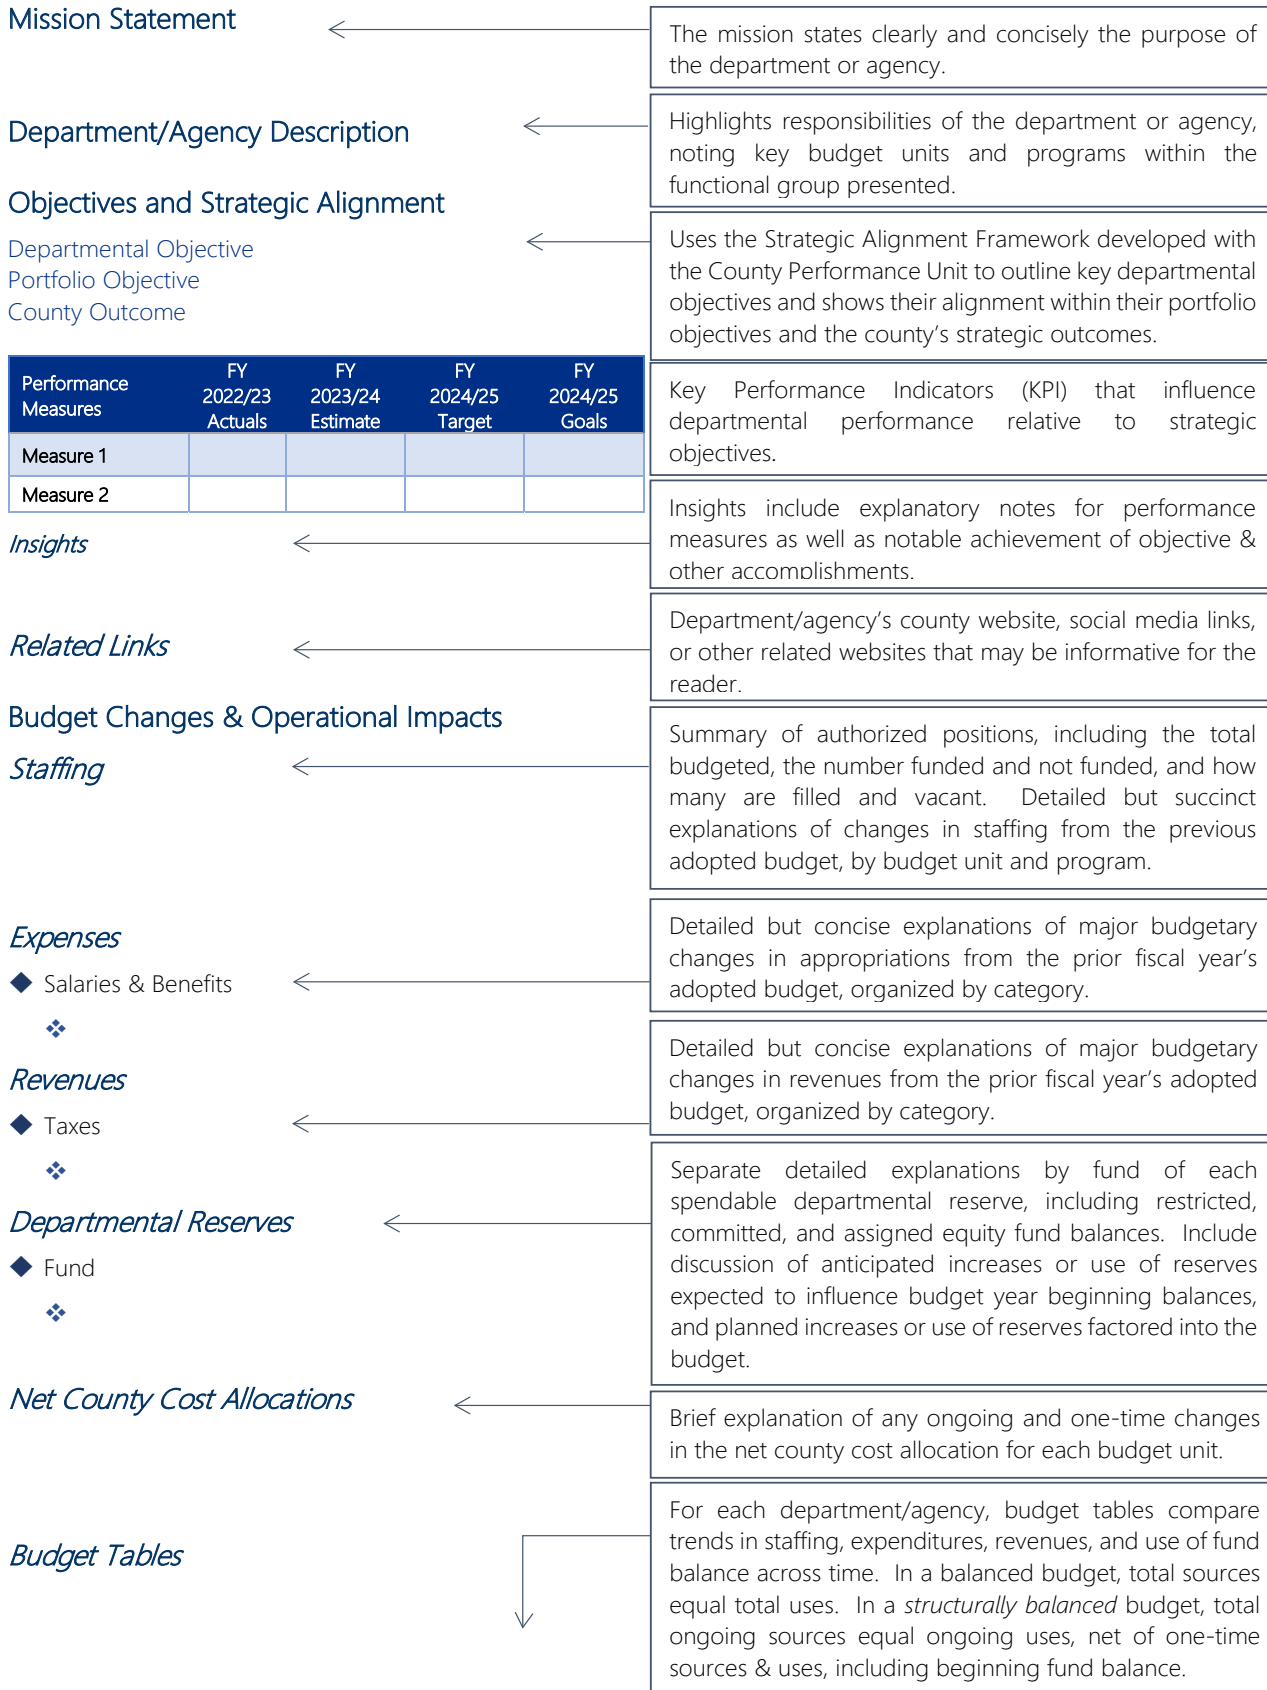 Mission Statement
The mission states clearly and concisely the purpose of
the department or agency.
Department/Agency Description
Highlights responsibilities of the department or agency,
noting key budget units and programs within the
functional group presented.
Objectives and Strategic Alignment
Departmental Objective
Portfolio Objective
County Outcome
Uses the Strategic Alignment Framework developed with
the County Performance Unit to outline key departmental
objectives and shows their alignment within their portfolio
objectives and the county's strategic outcomes.
Performance
Measures
FY
2022/23
Actuals
FY
2023/24
Estimate
FY
2024/25
Target
FY
2024/25
Goals
Measure 1
Measure 2
Key Performance Indicators (KPI) that influence
departmental performance relative to strategic
objectives.
Insights
Insights include explanatory notes for performance
measures as well as notable achievement of objective &
other accomplishments.
Related Links
Department/agency's county website, social media links,
or other related websites that may be informative for the
reader.
Budget Changes & Operational Impacts
Staffing
Summary of authorized positions, including the total
budgeted, the number funded and not funded, and how
many are filled and vacant. Detailed but succinct
explanations of changes in staffing from the previous
adopted budget, by budget unit and program.
Expenses
Salaries & Benefits
Detailed but concise explanations of major budgetary
changes in appropriations from the prior fiscal year's
adopted budget, organized by category.
Revenues
Taxes
Detailed but concise explanations of major budgetary
changes in revenues from the prior fiscal year's adopted
budget, organized by category.
Departmental Reserves
Fund
Separate detailed explanations by fund of each
spendable departmental reserve, including restricted,
committed, and assigned equity fund balances. Include
discussion of anticipated increases or use of reserves
expected to influence budget year beginning balances,
and planned increases or use of reserves factored into the
budget.
Net County Cost Allocations
Brief explanation of any ongoing and one-time changes
in the net county cost allocation for each budget unit.
Budget Tables
For each department/agency, budget tables compare
trends in staffing, expenditures, revenues, and use of fund
balance across time. In a balanced budget, total sources
equal total uses. In a structurally balanced budget, total
ongoing sources equal ongoing uses, net of one-time
sources & uses, including beginning fund balance.